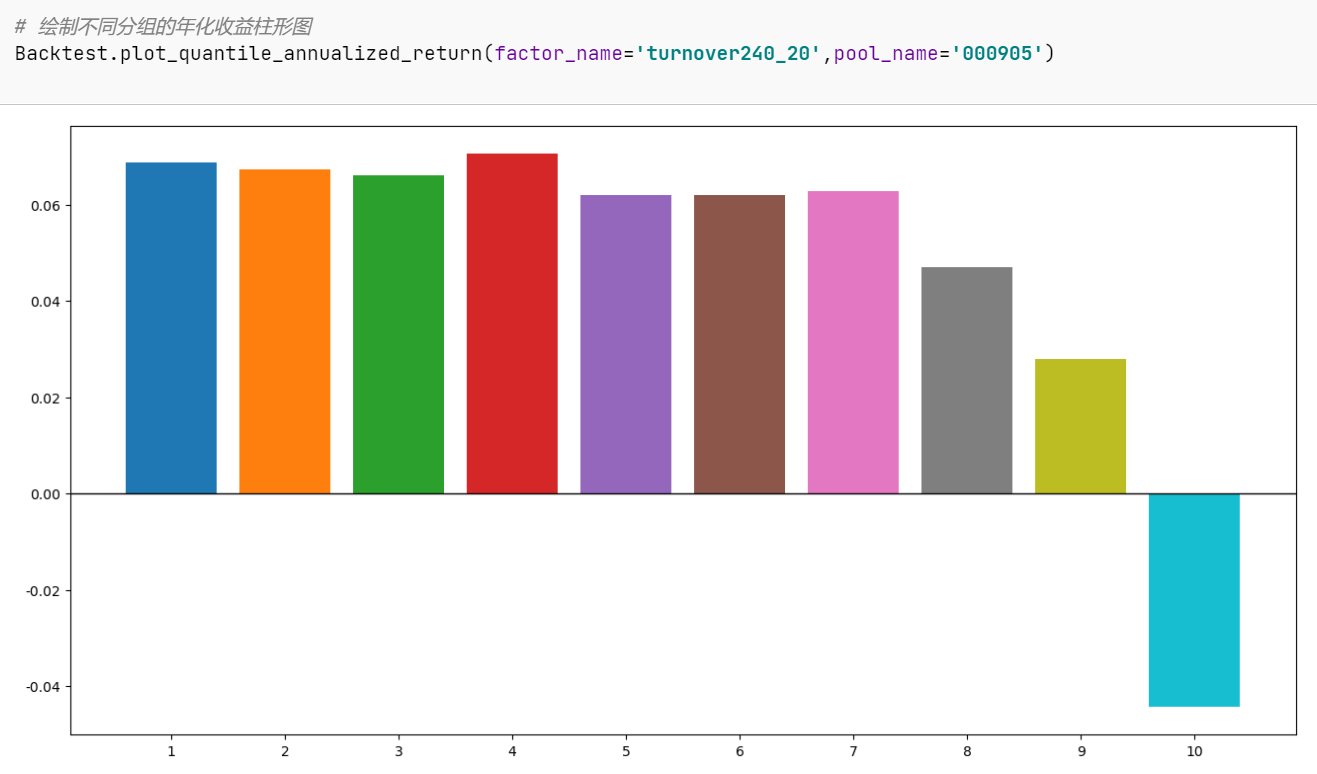 # 绘制不同分组的年化收益柱形图
Backtest.plot_quantile_annualized_return(factor_name='turnover240_20',pool_name='000905')
0.06
0.04
0.02
0.00
-0.02
-0.04
1 2 3 4 5 6 7 8 9 10